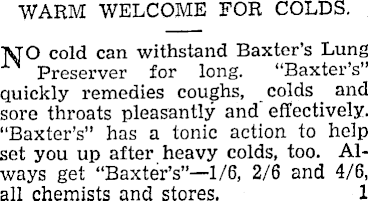 WARM WELCOME FOR COLDS.
NO cold can withstand Baxter's Lung
Preserver for long. "Baxter's"
quickly remedies coughs, colds and
sore throats pleasantly and effectively.
"Baxter's" has a tonic action to help
set you up after heavy colds, too. Al-
ways get "Baxter's"—1/6, 2/6 and 4/6,
all chemists and stores. 1